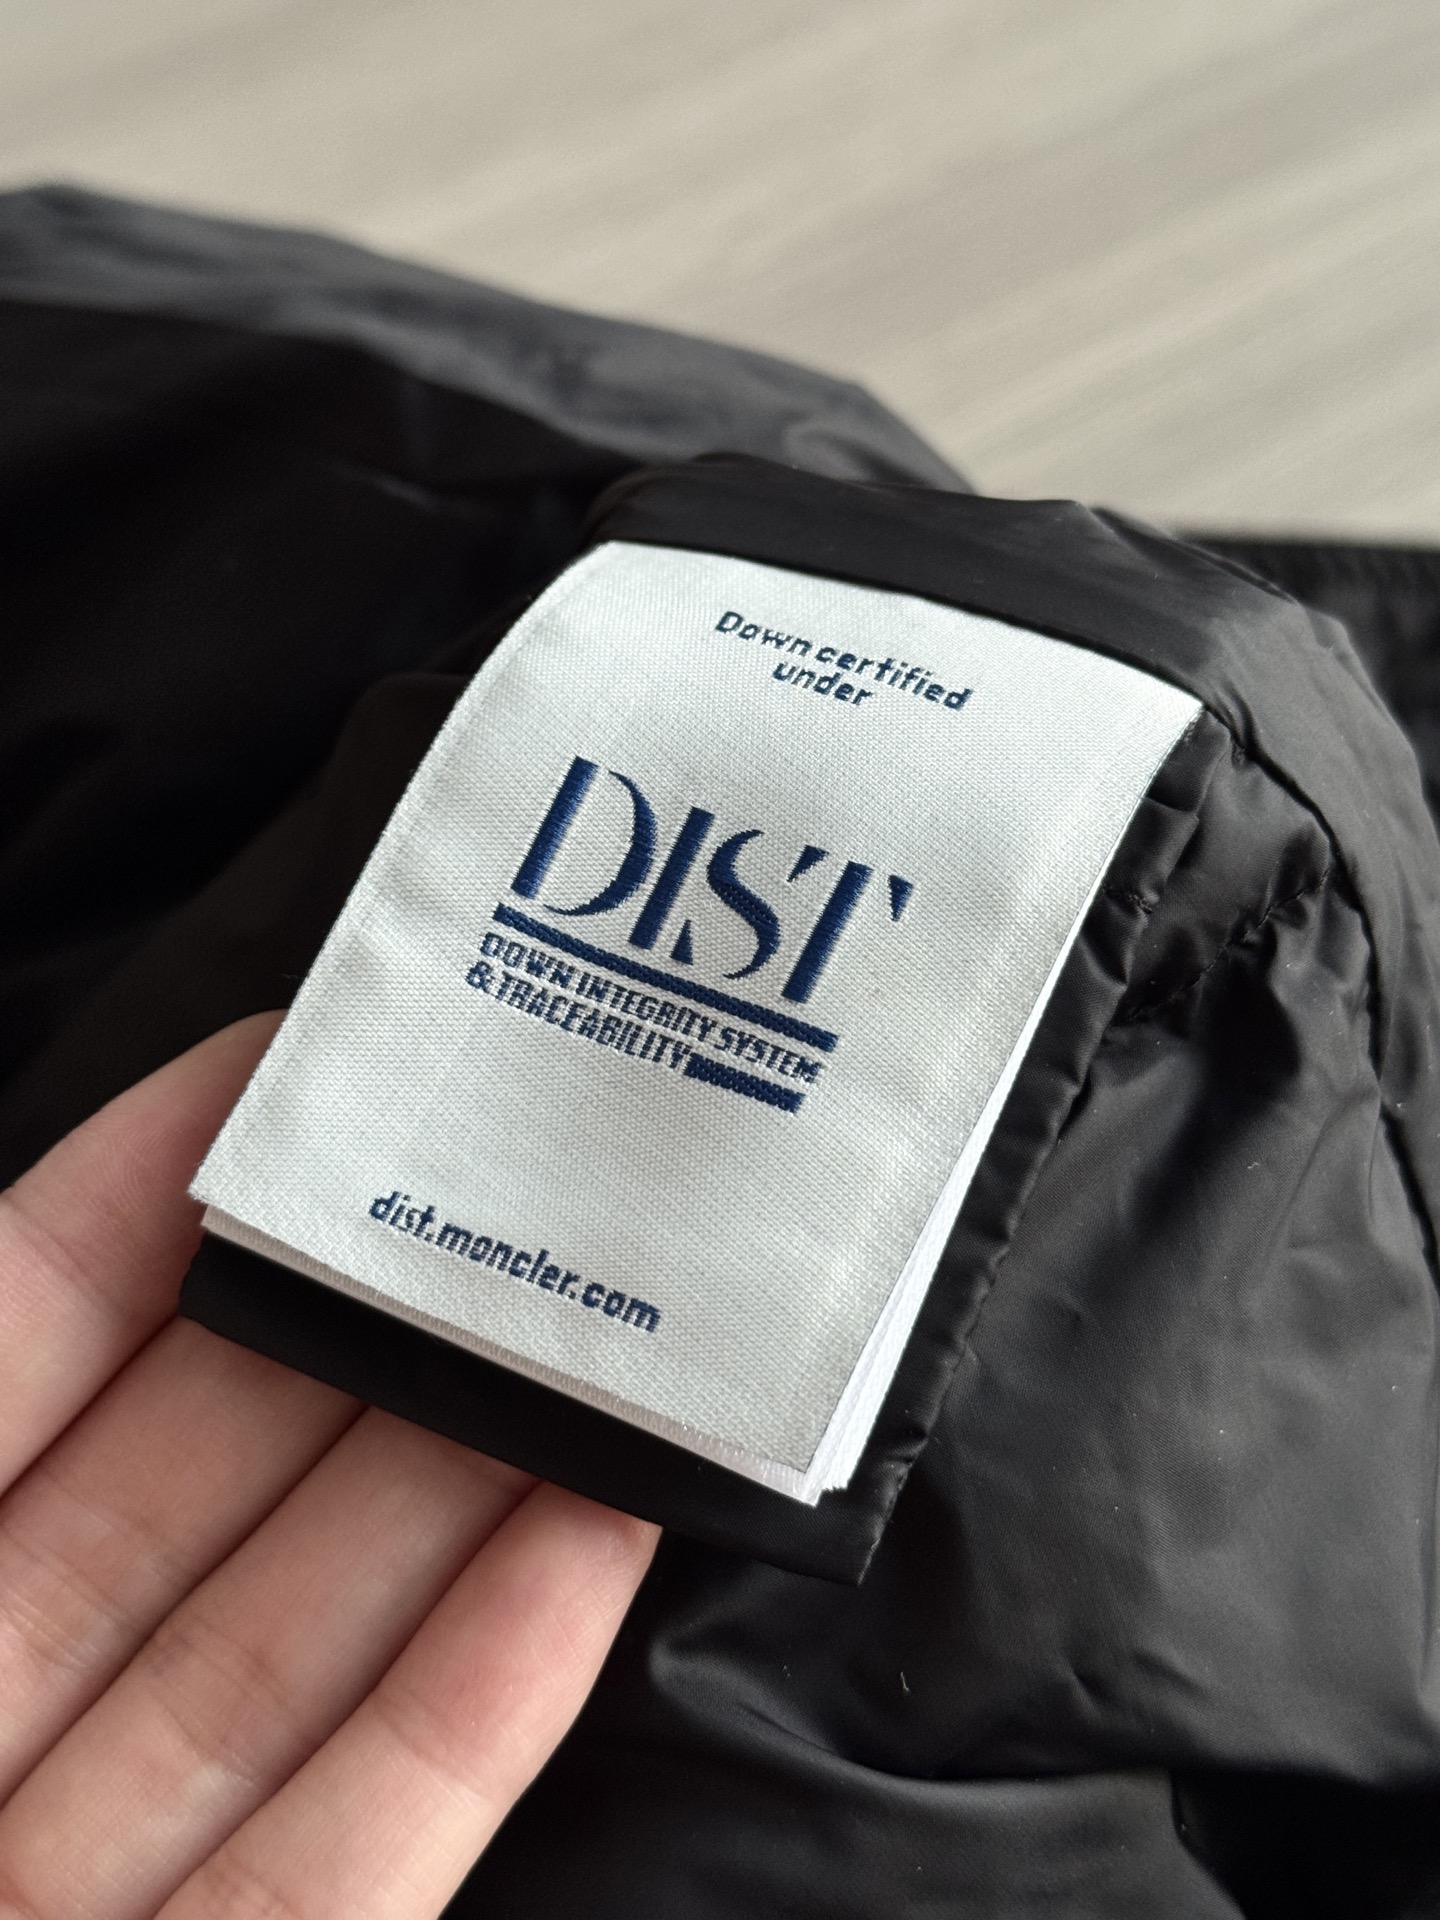 Down certified
under
DIST
DOWN INTEGRITY SYSTEM
& TRACEABILITY
dist.moncler.com